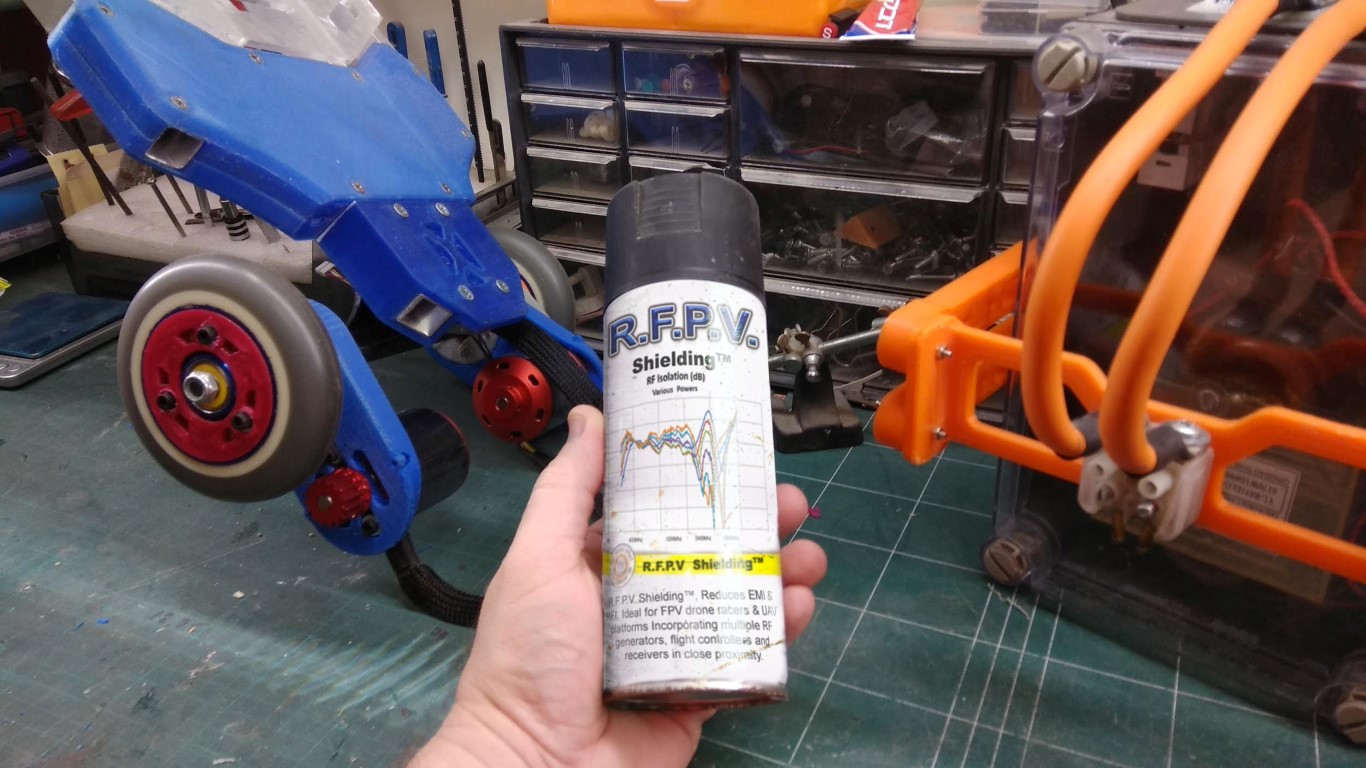 R.F.P.V.
Shielding™
RF Isolation (dB)
Various Powers
R.F.P.V Shielding™
R.F.P.V. Shielding™, Reduces EMI &
RFI. Ideal for FPV drone racers & UAV
platforms Incorporating multiple RF
generators, flight controllers and
receivers in close proximity.